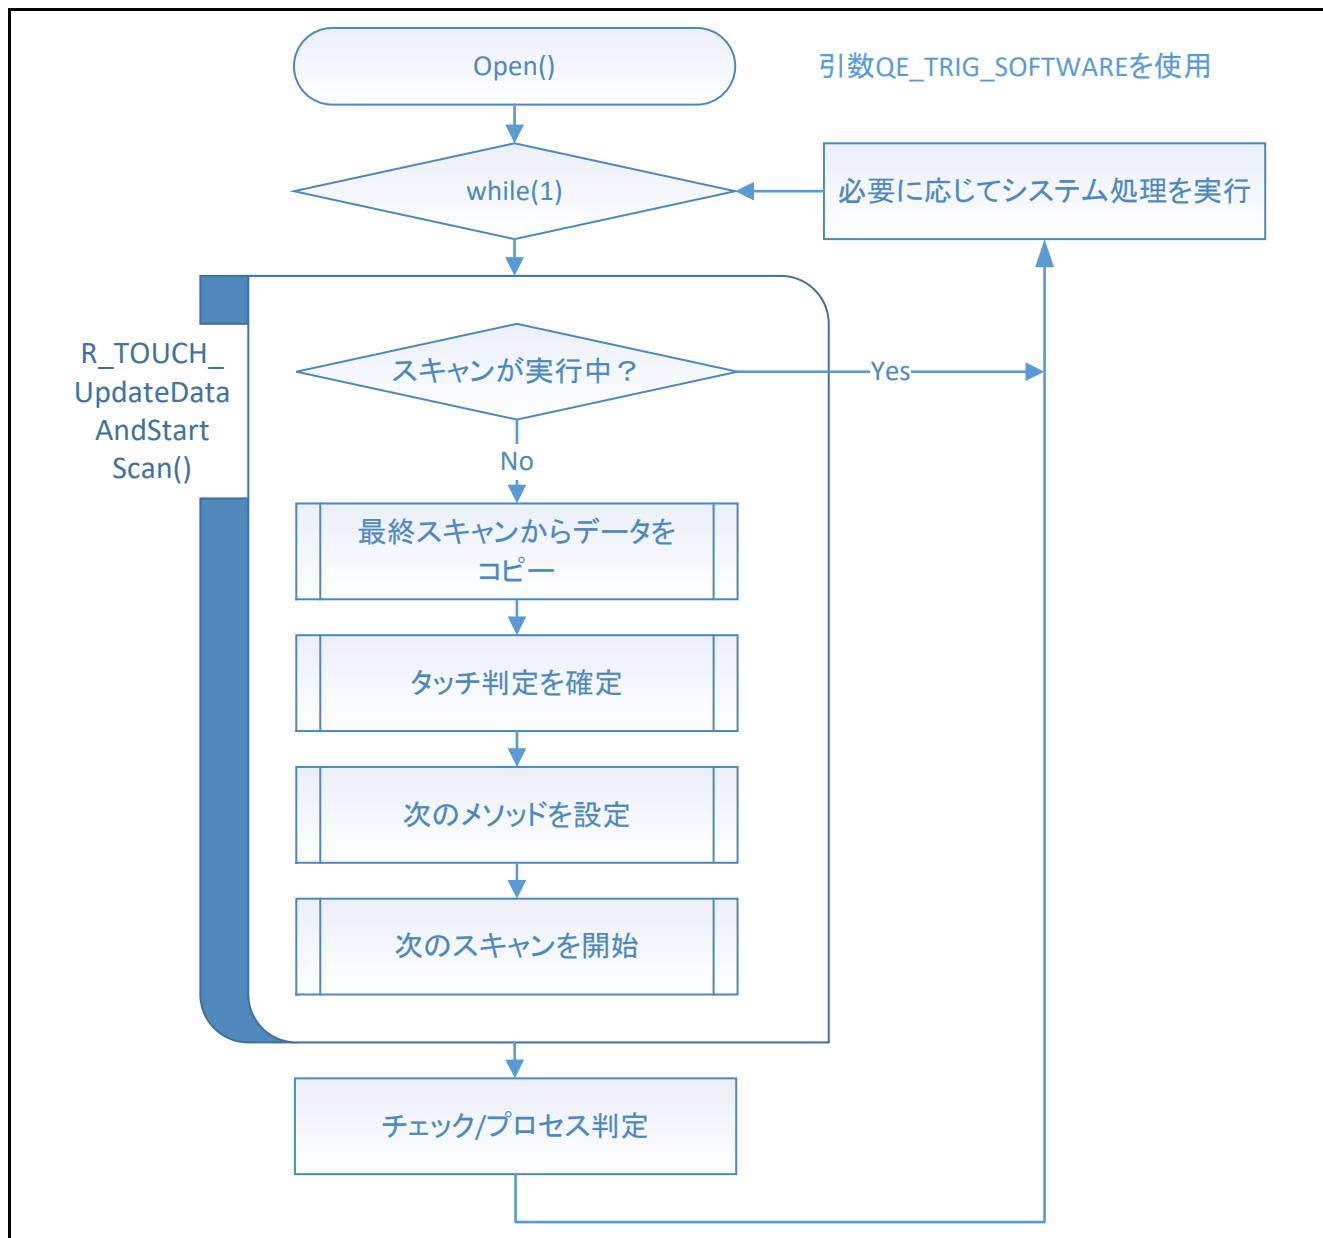 Open()
引数QE_TRIG_SOFTWAREを使用
while(1)
必要に応じてシステム処理を実行
R_TOUCH_
UpdateData
AndStart
Scan()
スキャンが実行中？
Yes
No
最終スキャンからデータを
コピー
タッチ判定を確定
次のメソッドを設定
次のスキャンを開始
チェック/プロセス判定